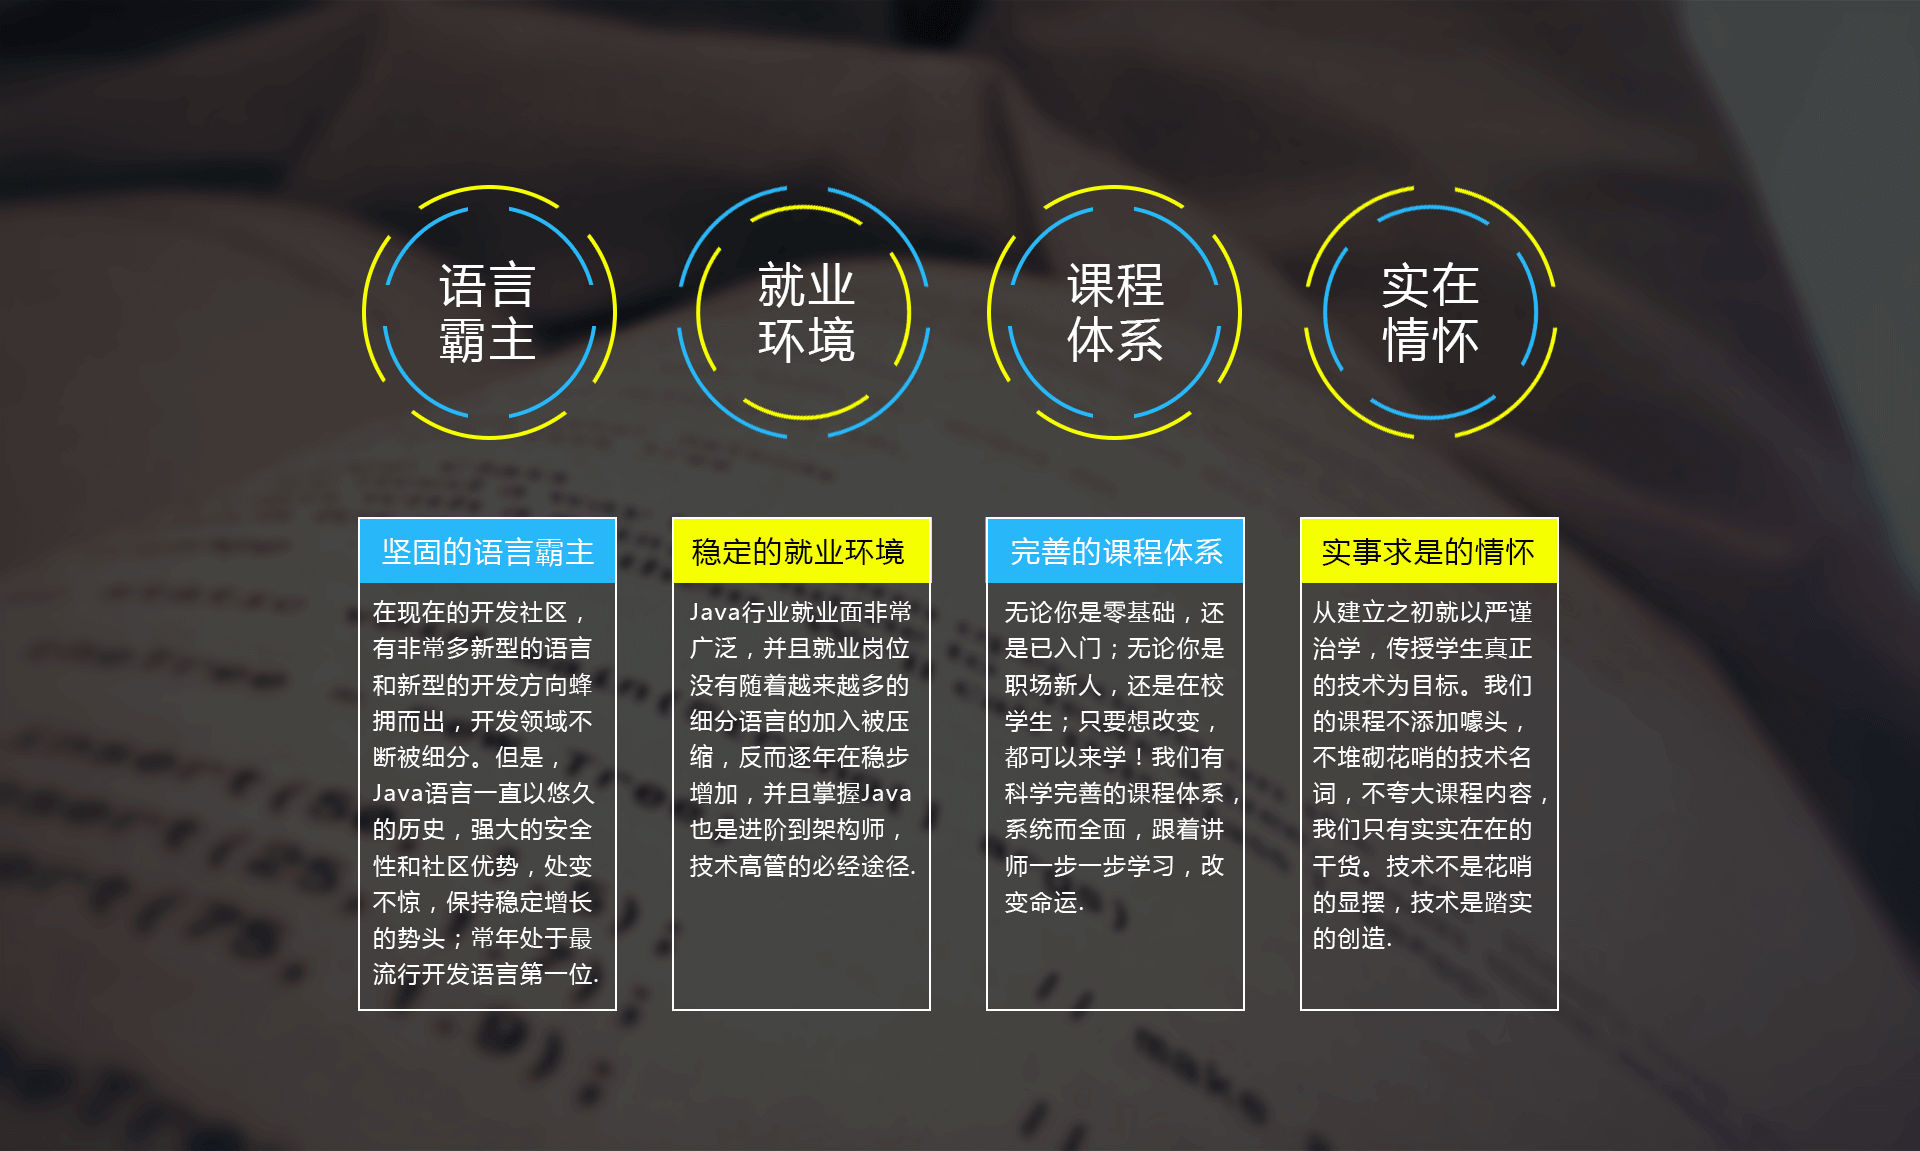 语言
霸主
就业
环境
课程
体系
实在
情怀
坚固的语言霸主
在现在的开发社区，
有非常多新型的语言
和新型的开发方向蜂
拥而出，开发领域不
断被细分。但是，
Java语言一直以悠久
的历史，强大的安全
性和社区优势，处变
不惊，保持稳定增长
的势头；常年处于最
流行开发语言第一位.
稳定的就业环境
Java行业就业面非常
广泛，并且就业岗位
没有随着越来越多的
细分语言的加入被压
缩，反而逐年在稳步
增加，并且掌握Java
也是进阶到架构师，
技术高管的必经途径.
完善的课程体系
无论你是零基础，还
是已入门；无论你是
职场新人，还是在校
学生；只要想改变，
都可以来学！我们有
科学完善的课程体系，
系统而全面，跟着讲
师一步一步学习，改
变命运.
实事求是的情怀
从建立之初就以严谨
治学，传授学生真正
的技术为目标。我们
的课程不添加噱头，
不堆砌花哨的技术名
词，不夸大课程内容，
我们只有实实在在的
干货。技术不是花哨
的显摆，技术是踏实
的创造.